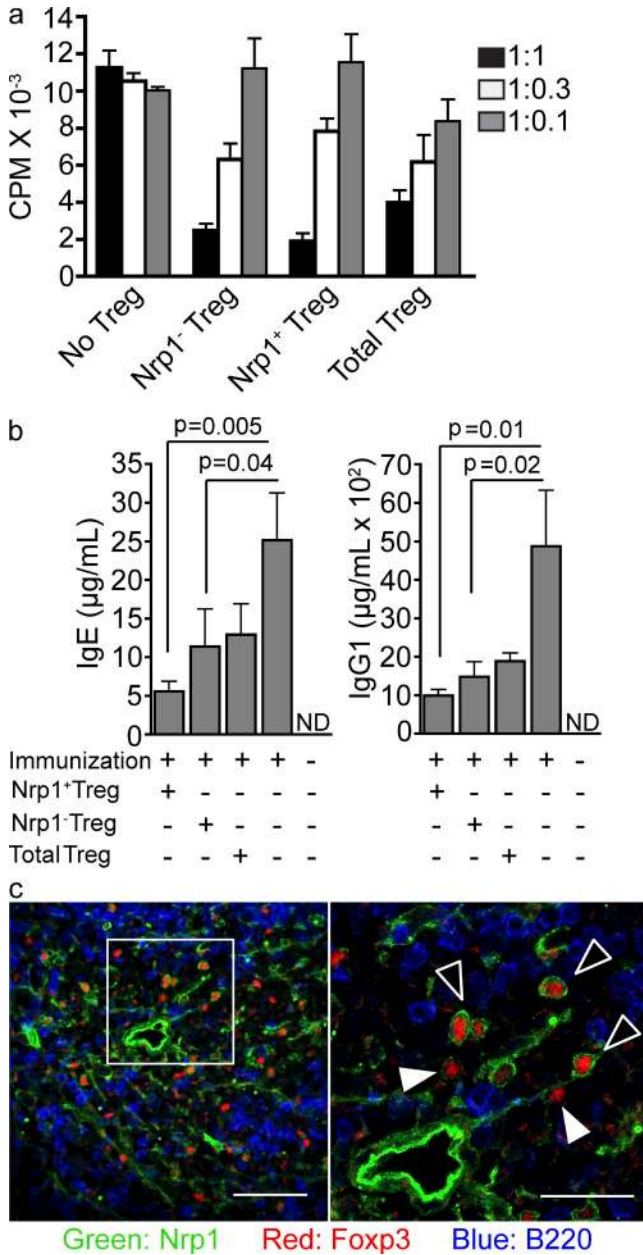 a
CPM X 10⁻³
14
12
10
8
6
4
2
0
1:1
1:0.3
1:0.1
No Treg
Nrp1⁻ Treg
Nrp1⁺ Treg
Total Treg
b
p=0.005
p=0.04
IgE (µg/mL)
35
30
25
20
15
10
5
0
ND
p=0.01
p=0.02
IgG1 (µg/mL x 10²)
70
60
50
40
30
20
10
0
ND
Immunization + + + + - + + + + -
Nrp1⁺Treg + - - - - + - - - -
Nrp1⁻Treg - + - - - - + - - -
Total Treg - - + - - - - + - -
c
Green: Nrp1 Red: Foxp3 Blue: B220